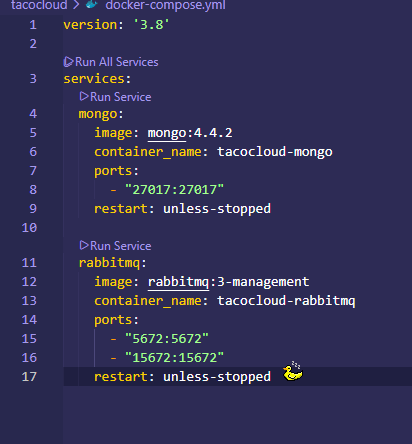 tacocloud > docker-compose.yml
1 version: '3.8'
2
Run All Services
3 services:
Run Service
4   mongo:
5     image: mongo:4.4.2
6     container_name: tacocloud-mongo
7     ports:
8       - "27017:27017"
9     restart: unless-stopped
10
Run Service
11   rabbitmq:
12     image: rabbitmq:3-management
13     container_name: tacocloud-rabbitmq
14     ports:
15       - "5672:5672"
16       - "15672:15672"
17     restart: unless-stopped